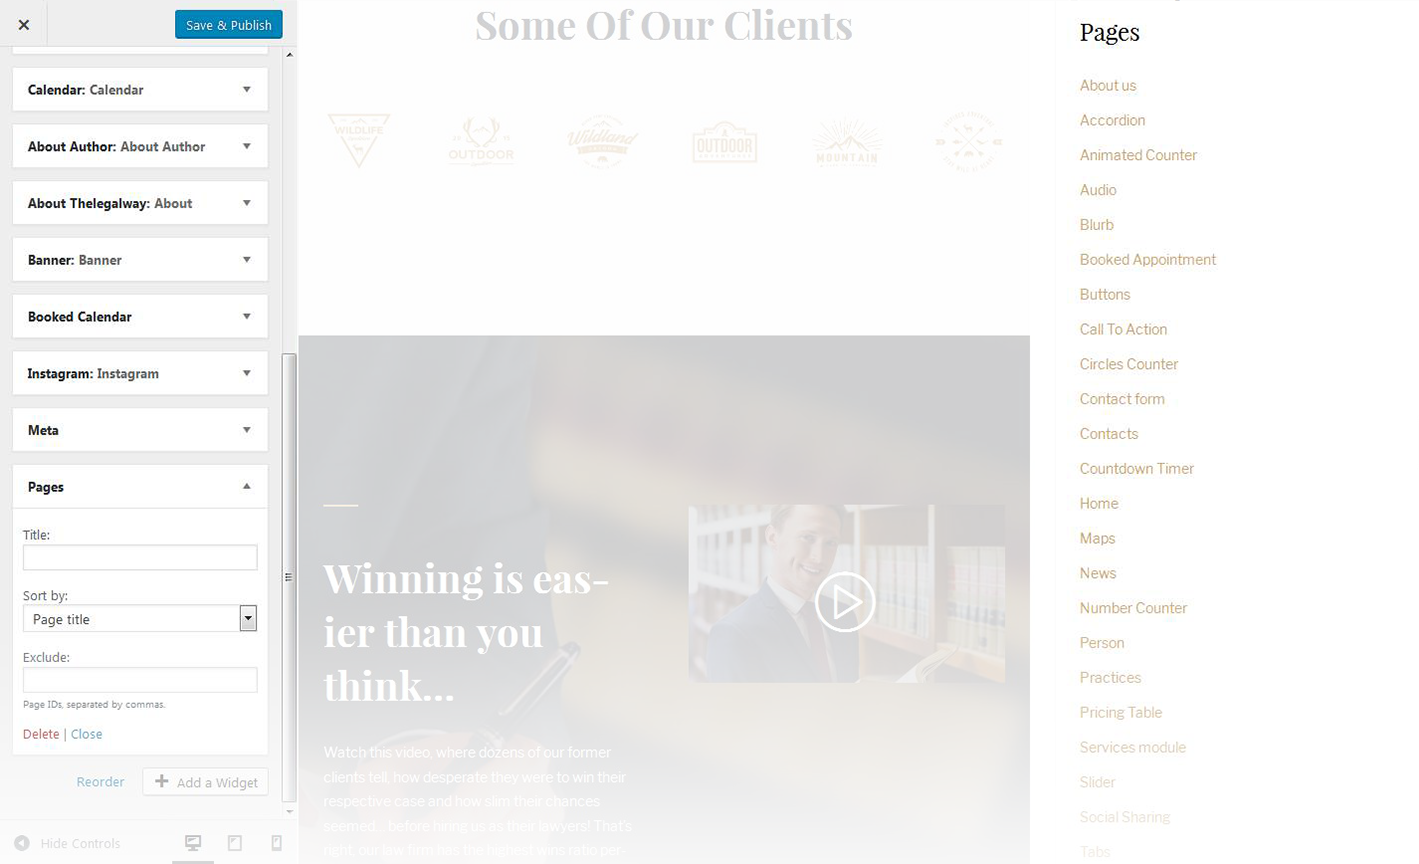 Save & Publish
Calendar: Calendar
About Author: About Author
About Thelegalway: About
Banner: Banner
Booked Calendar
Instagram: Instagram
Meta
Pages
Title:
Sort by:
Page title
Exclude:
Page IDs, separated by commas.
Delete | Close
Reorder
Add a Widget
Hide Controls
Some Of Our Clients
WILDLIFE
OUTDOOR
Wildland
OUTDOOR
MOUNTAIN
Winning is eas-
ier than you
think...
Watch this video, where dozens of our former
clients tell, how desperate they were to win their
respective case and how slim their chances
seemed... before hiring us as their lawyers! That's
right, our law firm has the highest wins ratio per-
Pages
About us
Accordion
Animated Counter
Audio
Blurb
Booked Appointment
Buttons
Call To Action
Circles Counter
Contact form
Contacts
Countdown Timer
Home
Maps
News
Number Counter
Person
Practices
Pricing Table
Services module
Slider
Social Sharing
Tabs